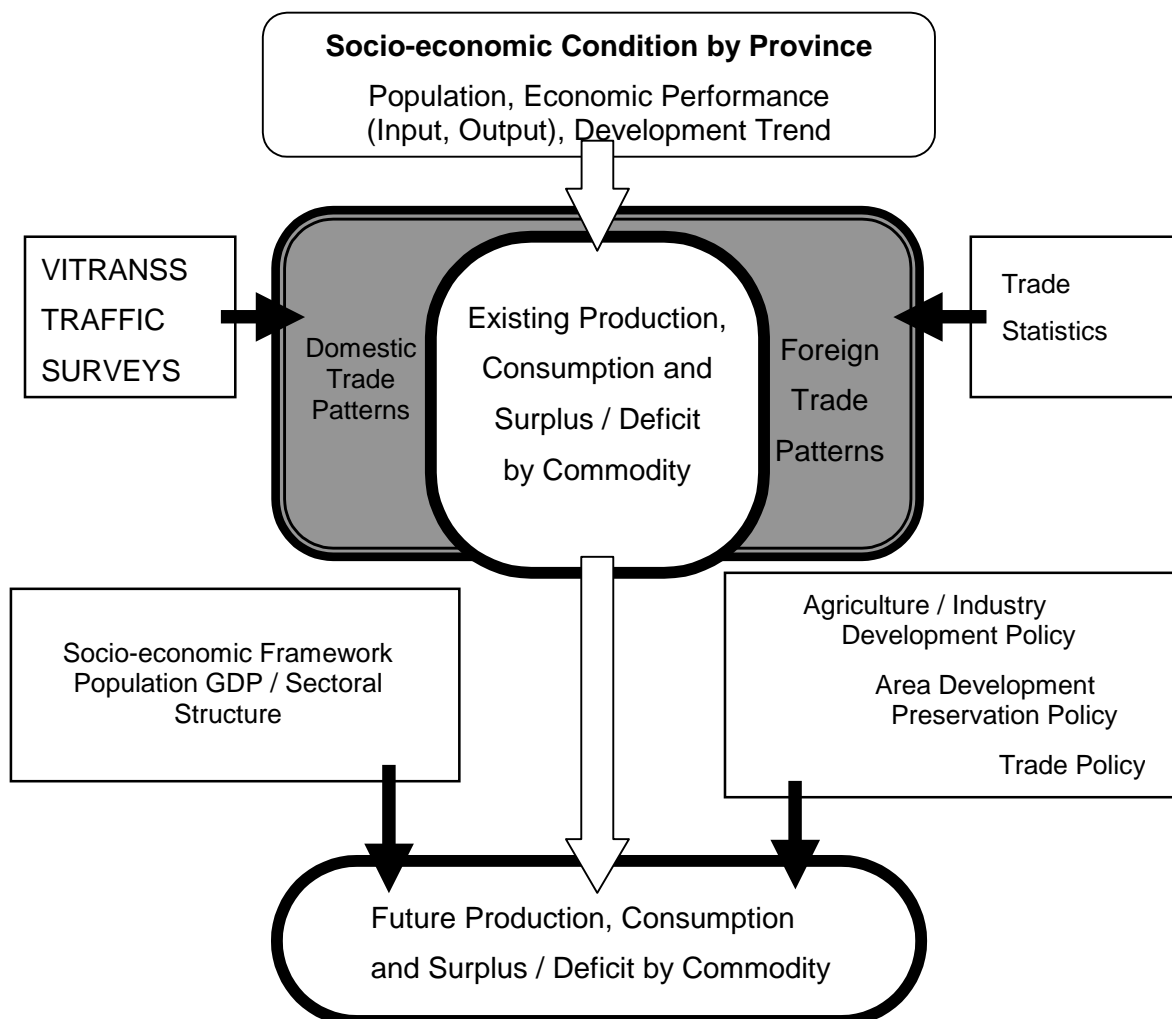 Socio-economic Condition by Province
Population, Economic Performance
(Input, Output), Development Trend
VITRANSS
TRAFFIC
SURVEYS
Domestic
Trade
Patterns
Existing Production,
Consumption and
Surplus / Deficit
by Commodity
Foreign
Trade
Patterns
Trade
Statistics
Socio-economic Framework
Population GDP / Sectoral
Structure
Agriculture / Industry
Development Policy
Area Development
Preservation Policy
Trade Policy
Future Production, Consumption
and Surplus / Deficit by Commodity